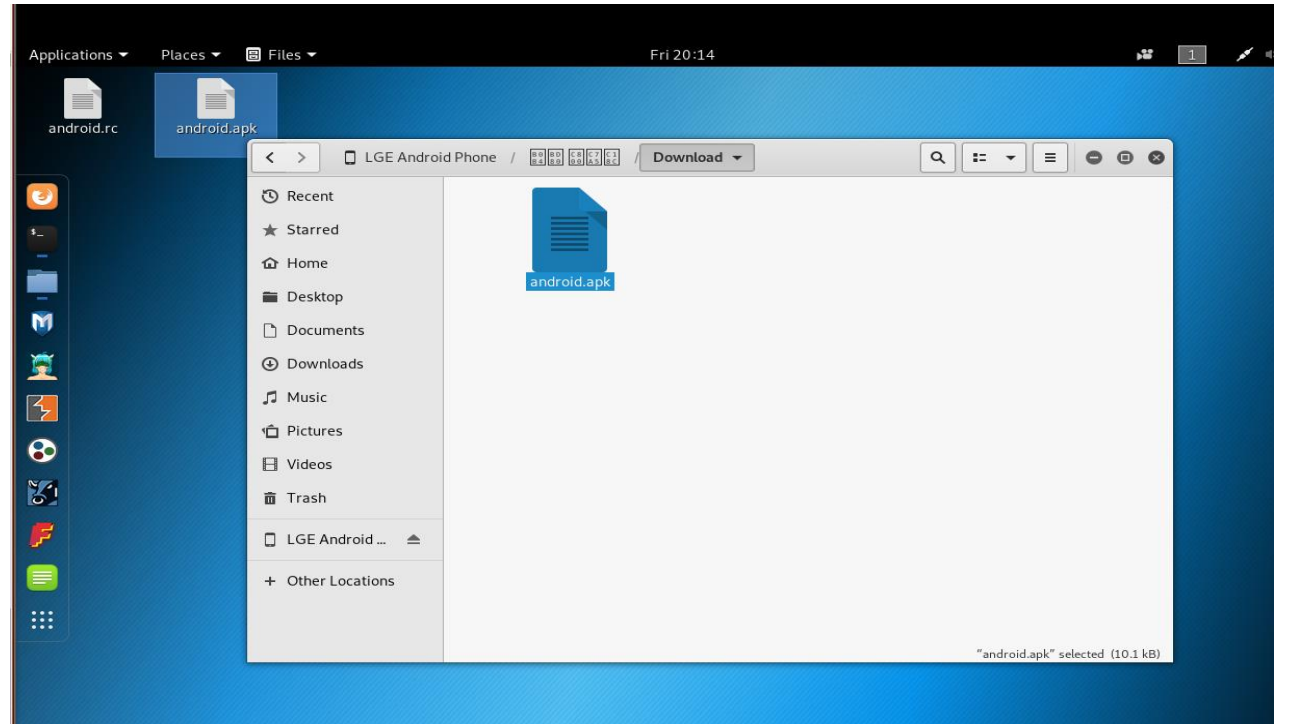 Applications Places Files Fri 20:14 1
android.rc android.apk
LGE Android Phone / / Download
Recent
Starred
Home
Desktop
Documents
Downloads
Music
Pictures
Videos
Trash
LGE Android ...
+ Other Locations
android.apk
"android.apk" selected (10.1 kB)